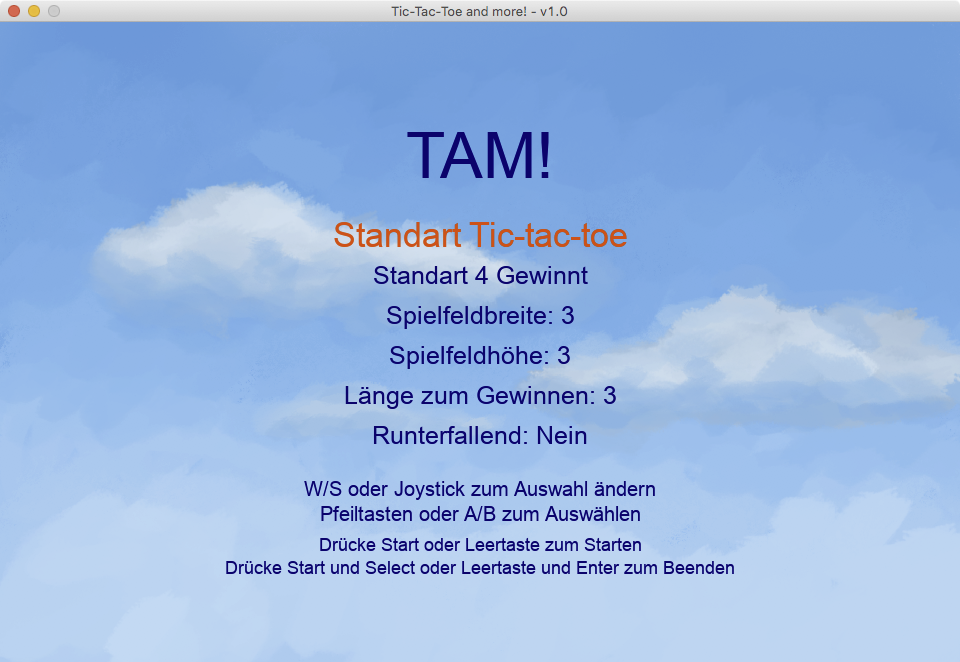 Tic-Tac-Toe and more! - v1.0
TAM!
Standart Tic-tac-toe
Standart 4 Gewinnt
Spielfeldbreite: 3
Spielfeldhöhe: 3
Länge zum Gewinnen: 3
Runterfallend: Nein
W/S oder Joystick zum Auswahl ändern
Pfeiltasten oder A/B zum Auswählen
Drücke Start oder Leertaste zum Starten
Drücke Start und Select oder Leertaste und Enter zum Beenden